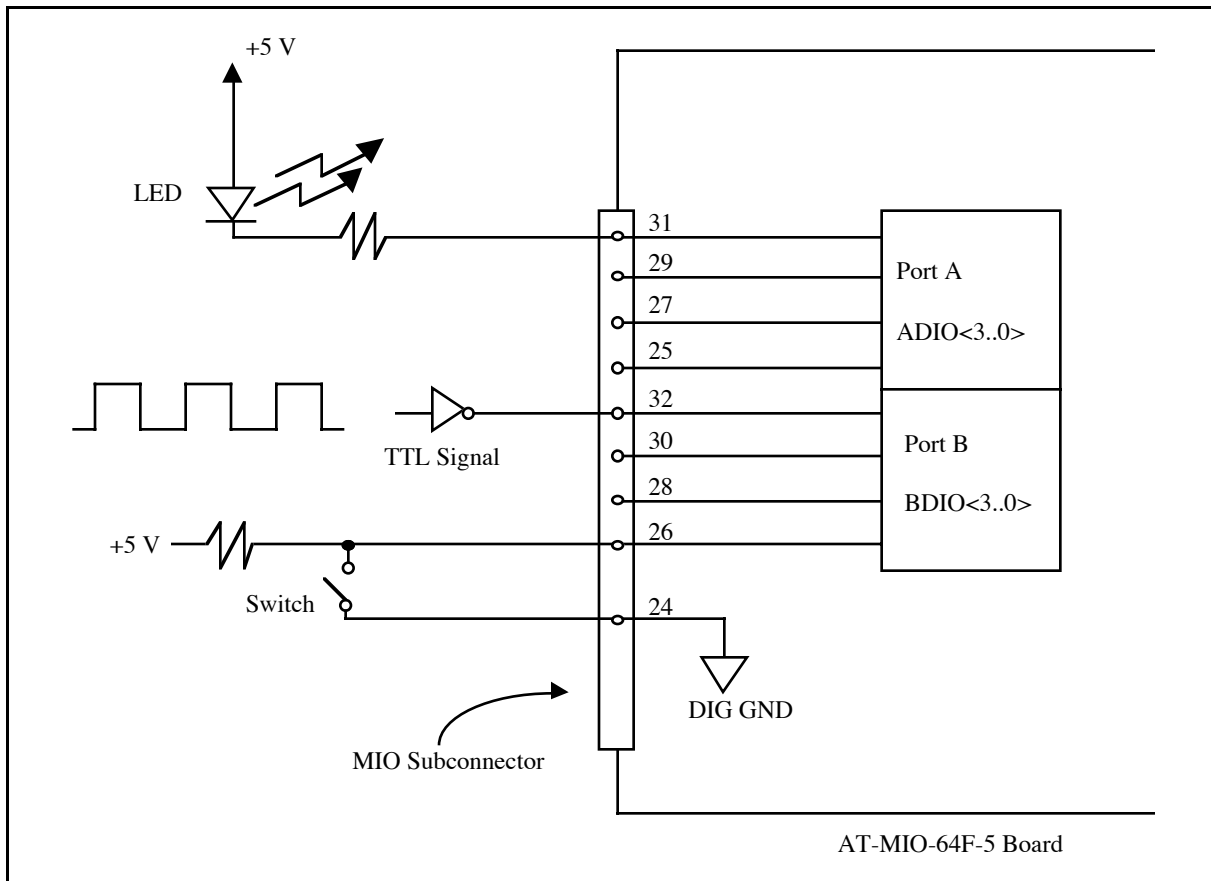 +5 V
LED
31
29
Port A
27
ADIO<3..0>
25
32
TTL Signal
30
Port B
28
BDIO<3..0>
+5 V
26
Switch
24
DIG GND
MIO Subconnector
AT-MIO-64F-5 Board